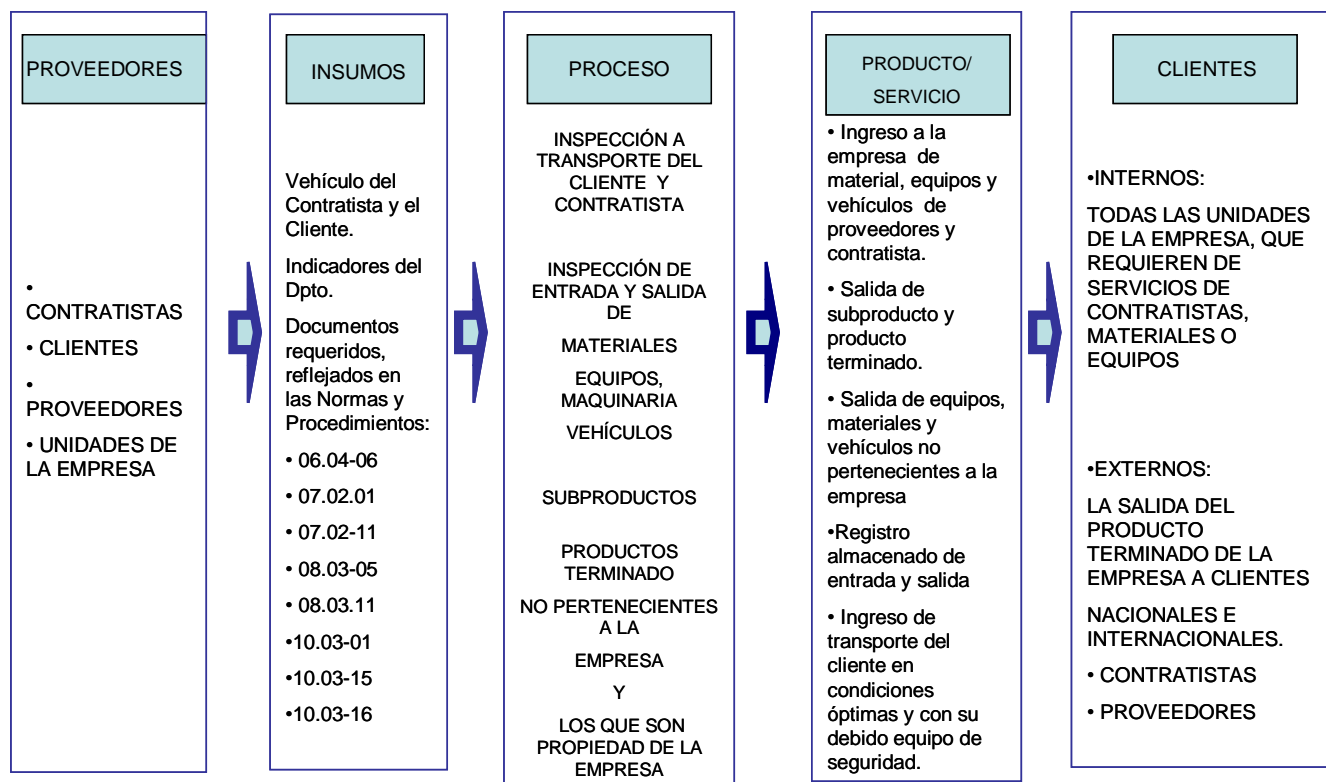 PROVEEDORES
•
CONTRATISTAS
• CLIENTES
•
PROVEEDORES
• UNIDADES DE
LA EMPRESA
INSUMOS
Vehículo del
Contratista y el
Cliente.
Indicadores del
Dpto.
Documentos
requeridos,
reflejados en
las Normas y
Procedimientos:
• 06.04-06
• 07.02.01
• 07.02-11
• 08.03-05
• 08.03.11
•10.03-01
•10.03-15
•10.03-16
PROCESO
INSPECCIÓN A
TRANSPORTE DEL
CLIENTE Y
CONTRATISTA
INSPECCIÓN DE
ENTRADA Y SALIDA
DE
MATERIALES
EQUIPOS,
MAQUINARIA
VEHÍCULOS
SUBPRODUCTOS
PRODUCTOS
TERMINADO
NO PERTENECIENTES
A LA
EMPRESA
Y
LOS QUE SON
PROPIEDAD DE LA
EMPRESA
PRODUCTO/
SERVICIO
• Ingreso a la
empresa de
material, equipos y
vehículos de
proveedores y
contratista.
• Salida de
subproducto y
producto
terminado.
• Salida de equipos,
materiales y
vehículos no
pertenecientes a la
empresa
•Registro
almacenado de
entrada y salida
• Ingreso de
transporte del
cliente en
condiciones
óptimas y con su
debido equipo de
seguridad.
CLIENTES
•INTERNOS:
TODAS LAS UNIDADES
DE LA EMPRESA, QUE
REQUIEREN DE
SERVICIOS DE
CONTRATISTAS,
MATERIALES O
EQUIPOS
•EXTERNOS:
LA SALIDA DEL
PRODUCTO
TERMINADO DE LA
EMPRESA A CLIENTES
NACIONALES E
INTERNACIONALES.
• CONTRATISTAS
• PROVEEDORES